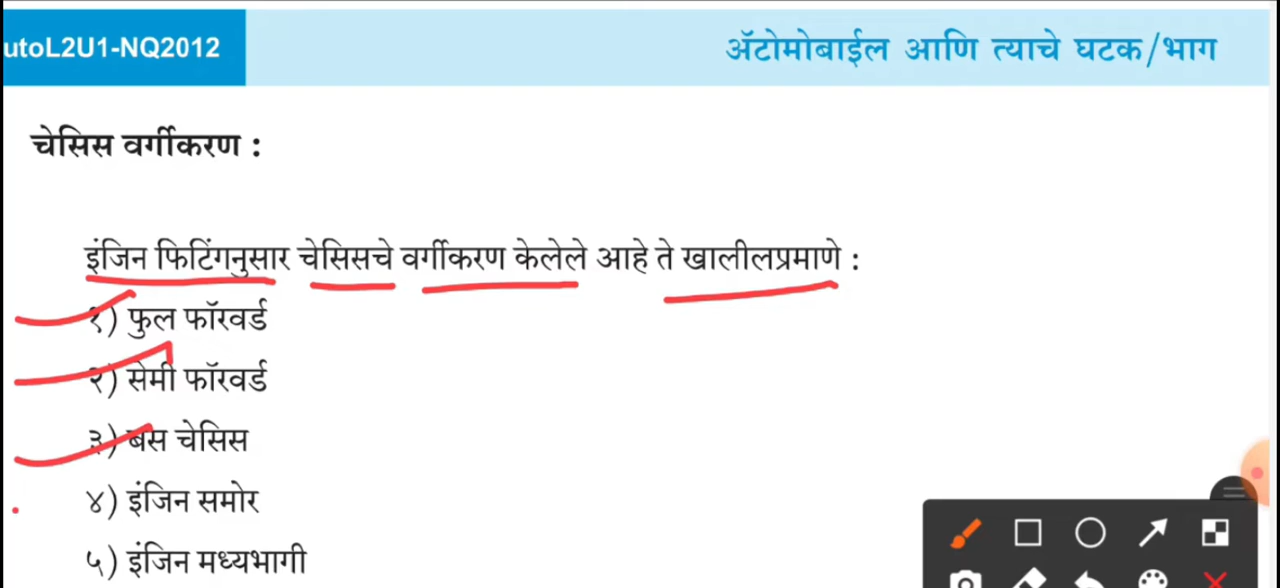 utoL2U1-NQ2012
ॲटोमोबाईल आणि त्याचे घटक/भाग
चेसिस वर्गीकरण :
इंजिन फिटिंगनुसार चेसिसचे वर्गीकरण केलेले आहे ते खालीलप्रमाणे :
१) फुल फॉरवर्ड
२) सेमी फॉरवर्ड
३) बस चेसिस
४) इंजिन समोर
५) इंजिन मध्यभागी